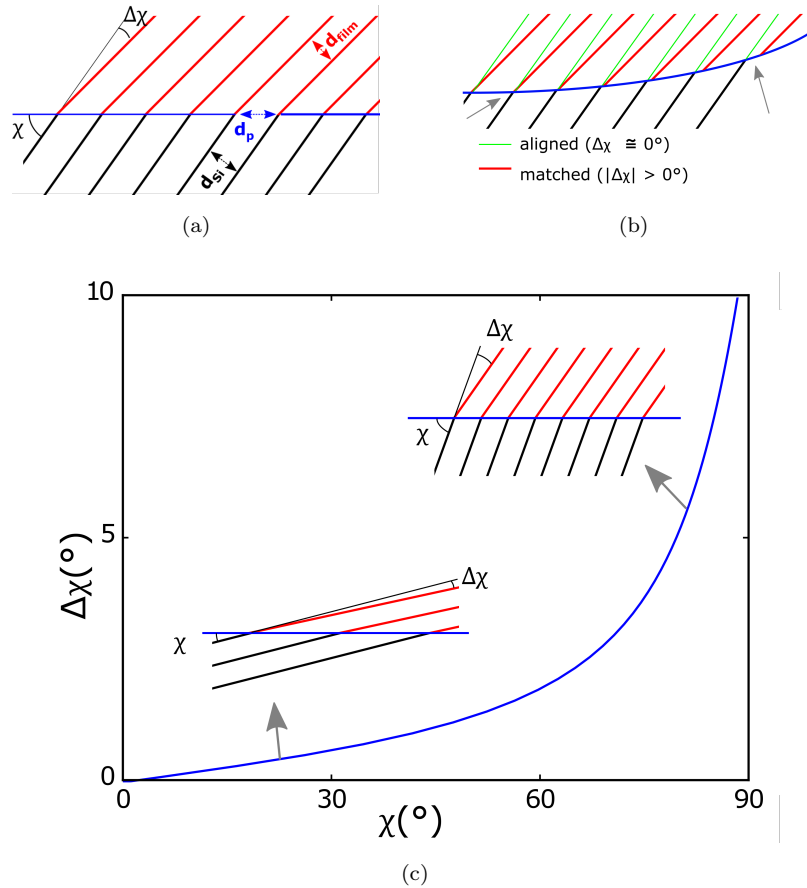 Δχ
d_film
χ
d_p
d_Si
(a)
aligned (Δχ ≅ 0°)
matched (|Δχ| > 0°)
(b)
10
Δχ
χ
5
Δχ(°)
Δχ
χ
0
0
30
60
90
χ(°)
(c)